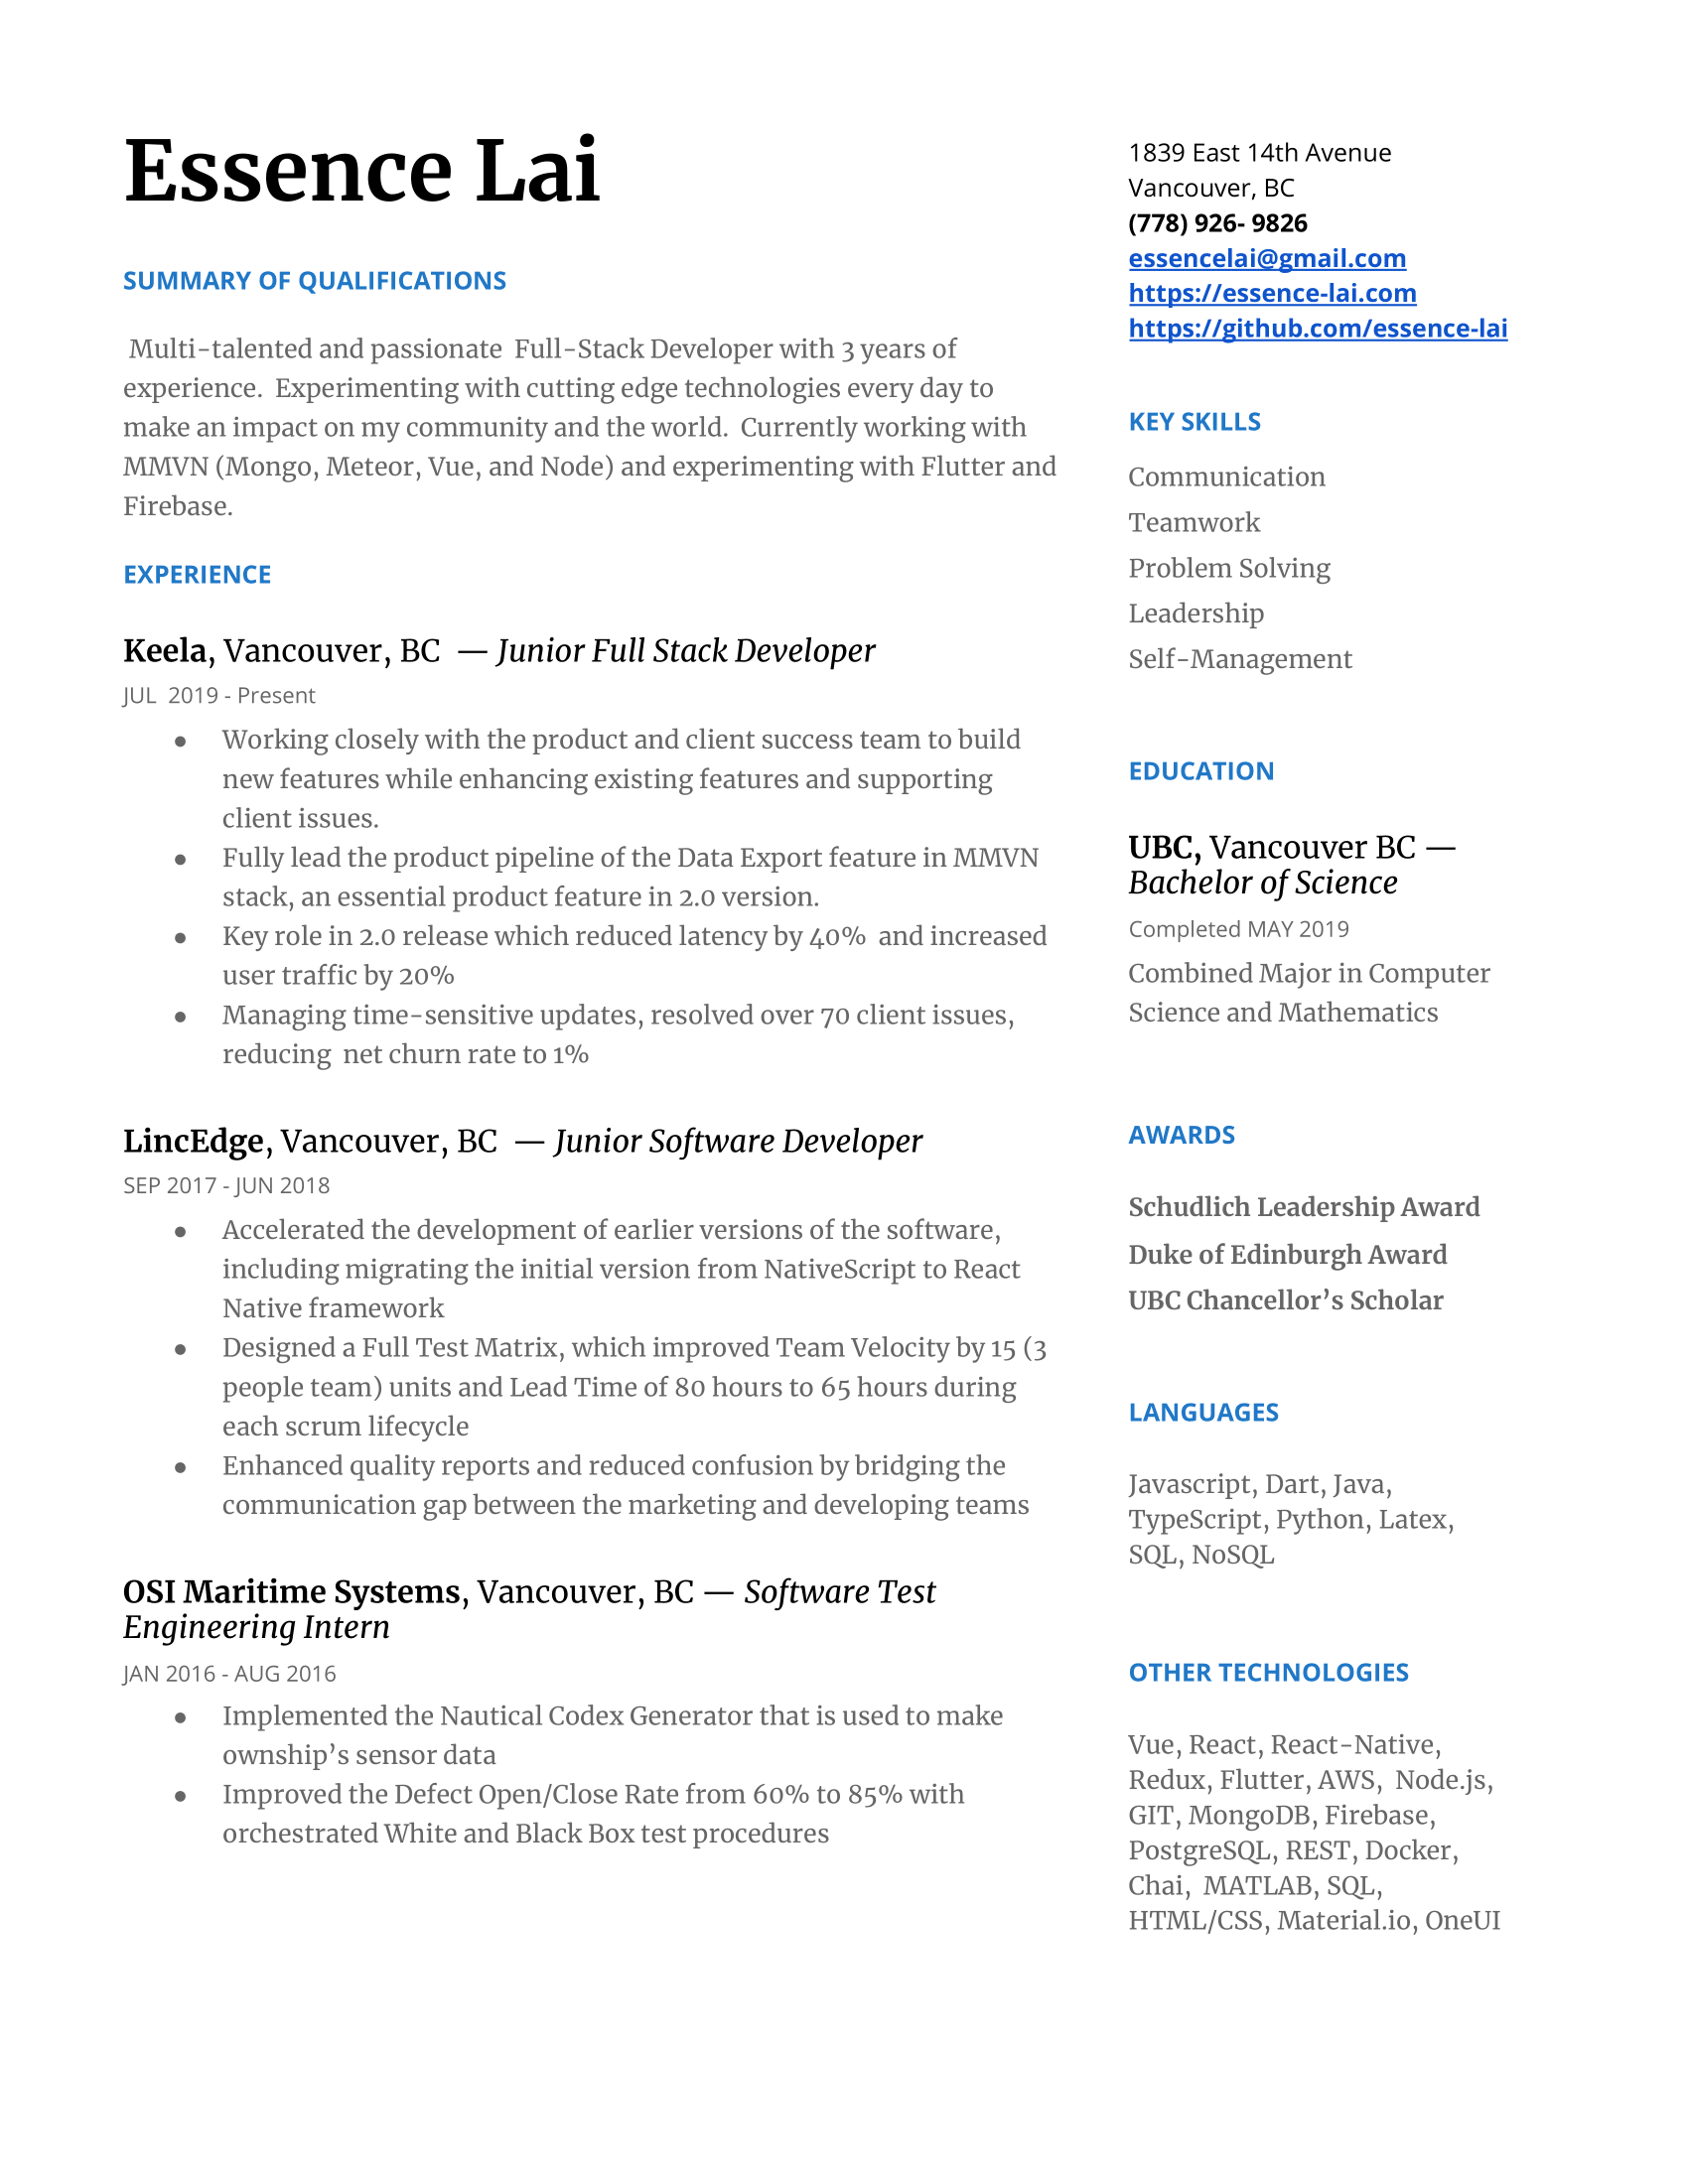 Essence Lai
SUMMARY OF QUALIFICATIONS
Multi-talented and passionate  Full-Stack Developer with 3 years of
experience.  Experimenting with cutting edge technologies every day to
make an impact on my community and the world.  Currently working with
MMVN (Mongo, Meteor, Vue, and Node) and experimenting with Flutter and
Firebase.
EXPERIENCE
Keela, Vancouver, BC  — Junior Full Stack Developer
JUL  2019 - Present
● Working closely with the product and client success team to build
new features while enhancing existing features and supporting
client issues.
● Fully lead the product pipeline of the Data Export feature in MMVN
stack, an essential product feature in 2.0 version.
● Key role in 2.0 release which reduced latency by 40%  and increased
user traffic by 20%
● Managing time-sensitive updates, resolved over 70 client issues,
reducing  net churn rate to 1%
LincEdge, Vancouver, BC  — Junior Software Developer
SEP 2017 - JUN 2018
● Accelerated the development of earlier versions of the software,
including migrating the initial version from NativeScript to React
Native framework
● Designed a Full Test Matrix, which improved Team Velocity by 15 (3
people team) units and Lead Time of 80 hours to 65 hours during
each scrum lifecycle
● Enhanced quality reports and reduced confusion by bridging the
communication gap between the marketing and developing teams
OSI Maritime Systems, Vancouver, BC — Software Test
Engineering Intern
JAN 2016 - AUG 2016
● Implemented the Nautical Codex Generator that is used to make
ownship’s sensor data
● Improved the Defect Open/Close Rate from 60% to 85% with
orchestrated White and Black Box test procedures
1839 East 14th Avenue
Vancouver, BC
(778) 926- 9826
essencelai@gmail.com
https://essence-lai.com
https://github.com/essence-lai
KEY SKILLS
Communication
Teamwork
Problem Solving
Leadership
Self-Management
EDUCATION
UBC, Vancouver BC —
Bachelor of Science
Completed MAY 2019
Combined Major in Computer
Science and Mathematics
AWARDS
Schudlich Leadership Award
Duke of Edinburgh Award
UBC Chancellor’s Scholar
LANGUAGES
Javascript, Dart, Java,
TypeScript, Python, Latex,
SQL, NoSQL
OTHER TECHNOLOGIES
Vue, React, React-Native,
Redux, Flutter, AWS,  Node.js,
GIT, MongoDB, Firebase,
PostgreSQL, REST, Docker,
Chai,  MATLAB, SQL,
HTML/CSS, Material.io, OneUI